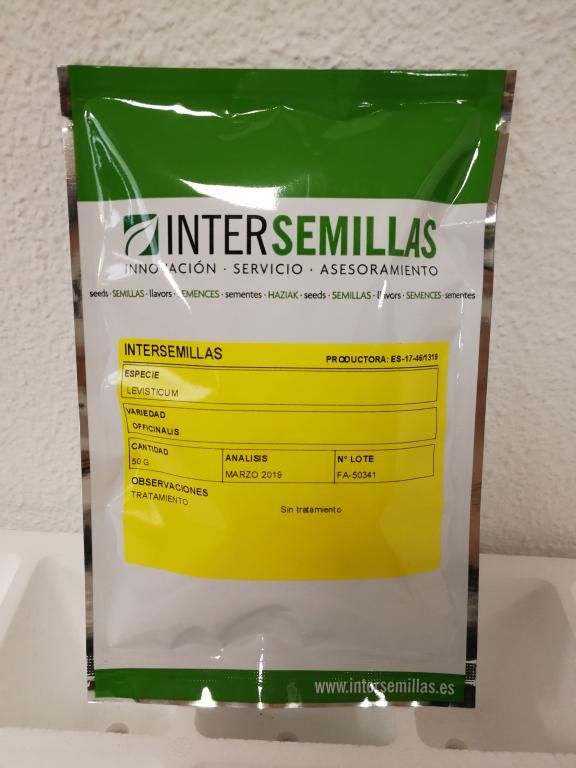 INTERSEMILLAS
INNOVACIÓN · SERVICIO · ASESORAMIENTO
seeds · SEMILLAS · llavors · SEMENCES · sementes · HAZIAK · seeds · SEMILLAS · llavors · SEMENCES · sementes
INTERSEMILLAS PRODUCTORA: ES-17-46/1319
ESPECIE
LEVISTICUM
VARIEDAD
OFFICINALIS
CANTIDAD ANALISIS Nº LOTE
50 G MARZO 2019 FA-50341
OBSERVACIONES
TRATAMIENTO Sin tratamiento
www.intersemillas.es